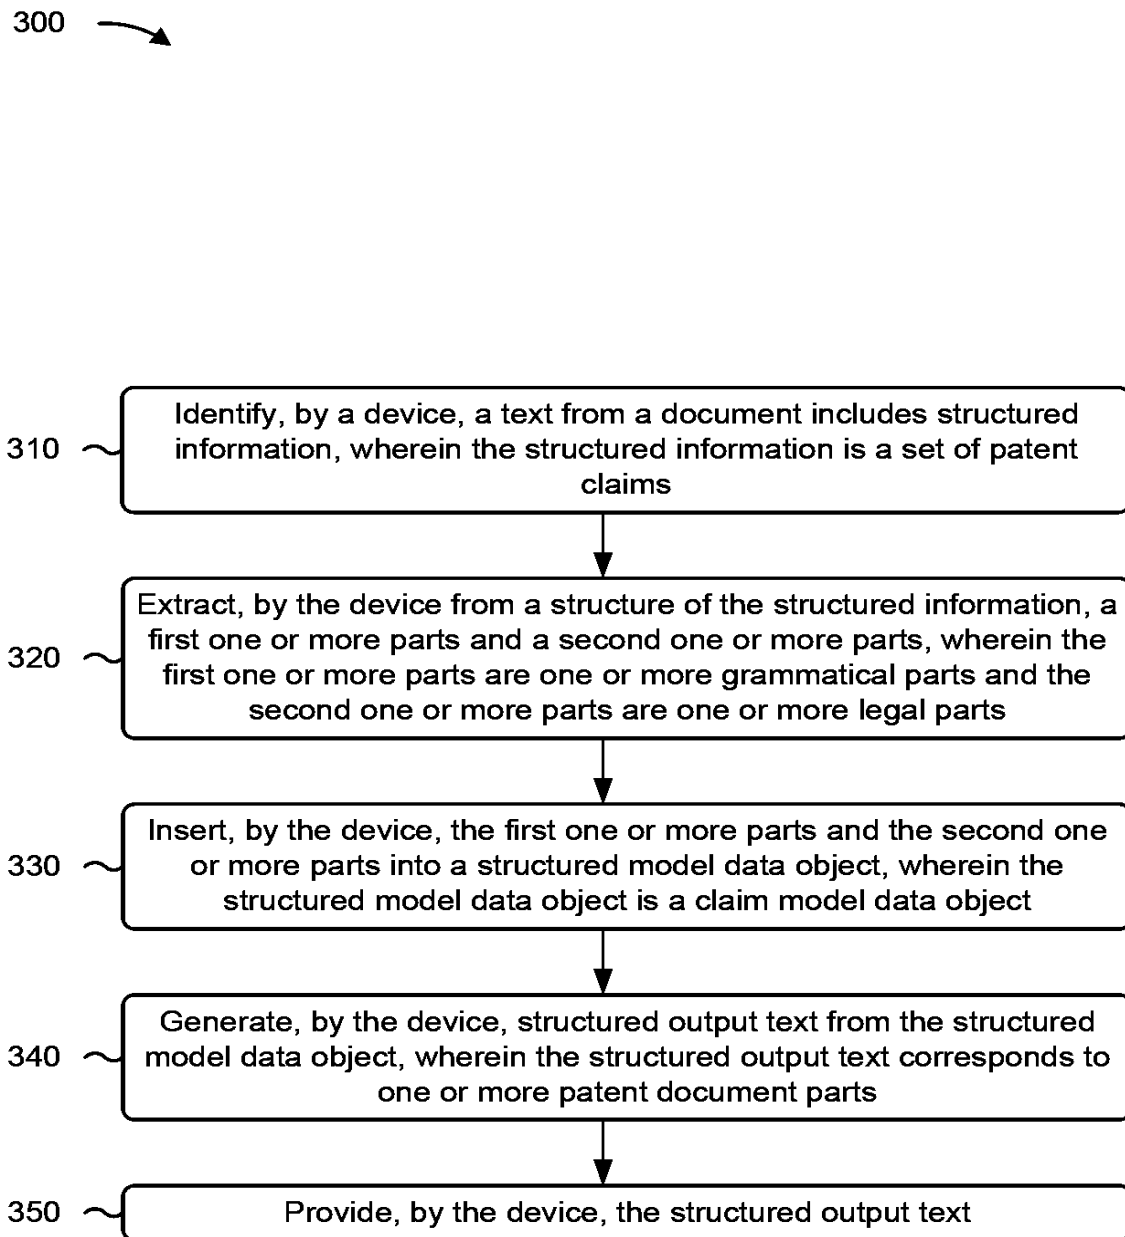 300
310
Identify, by a device, a text from a document includes structured
information, wherein the structured information is a set of patent
claims
320
Extract, by the device from a structure of the structured information, a
first one or more parts and a second one or more parts, wherein the
first one or more parts are one or more grammatical parts and the
second one or more parts are one or more legal parts
330
Insert, by the device, the first one or more parts and the second one
or more parts into a structured model data object, wherein the
structured model data object is a claim model data object
340
Generate, by the device, structured output text from the structured
model data object, wherein the structured output text corresponds to
one or more patent document parts
350
Provide, by the device, the structured output text